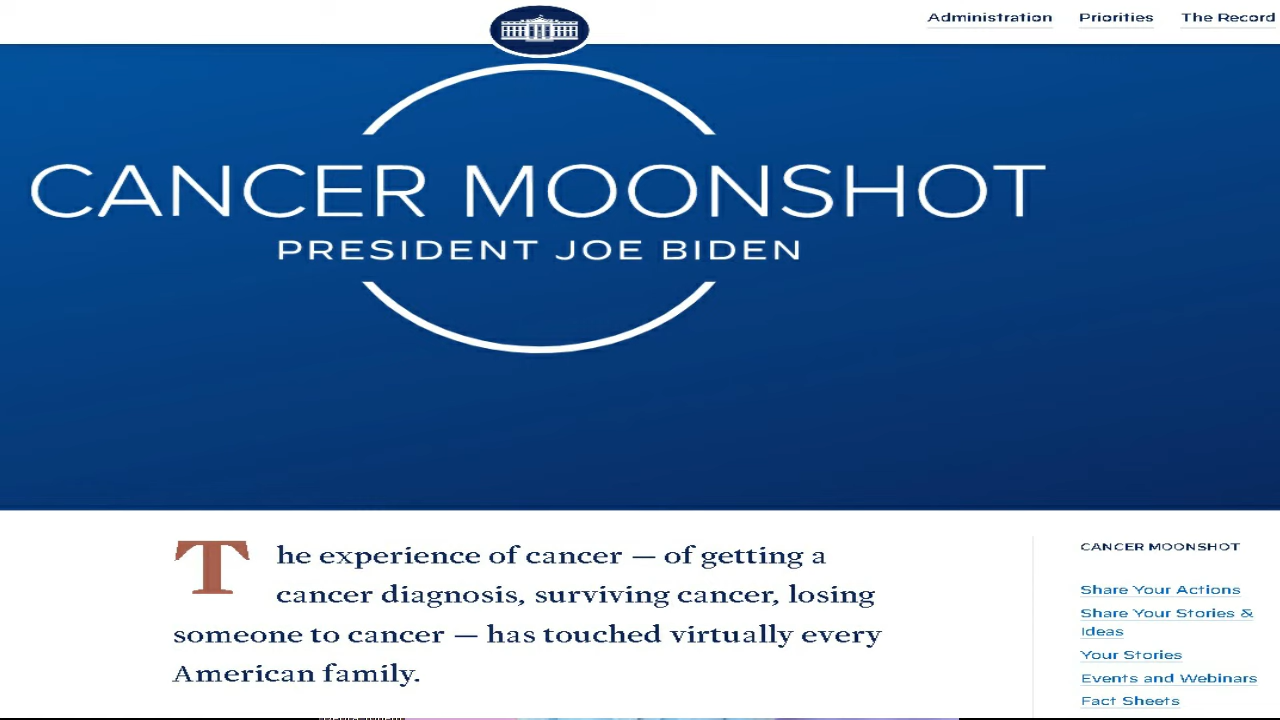 Administration Priorities The Record
CANCER MOONSHOT
PRESIDENT JOE BIDEN
The experience of cancer — of getting a
cancer diagnosis, surviving cancer, losing
someone to cancer — has touched virtually every
American family.
CANCER MOONSHOT
Share Your Actions
Share Your Stories &
Ideas
Your Stories
Events and Webinars
Fact Sheets